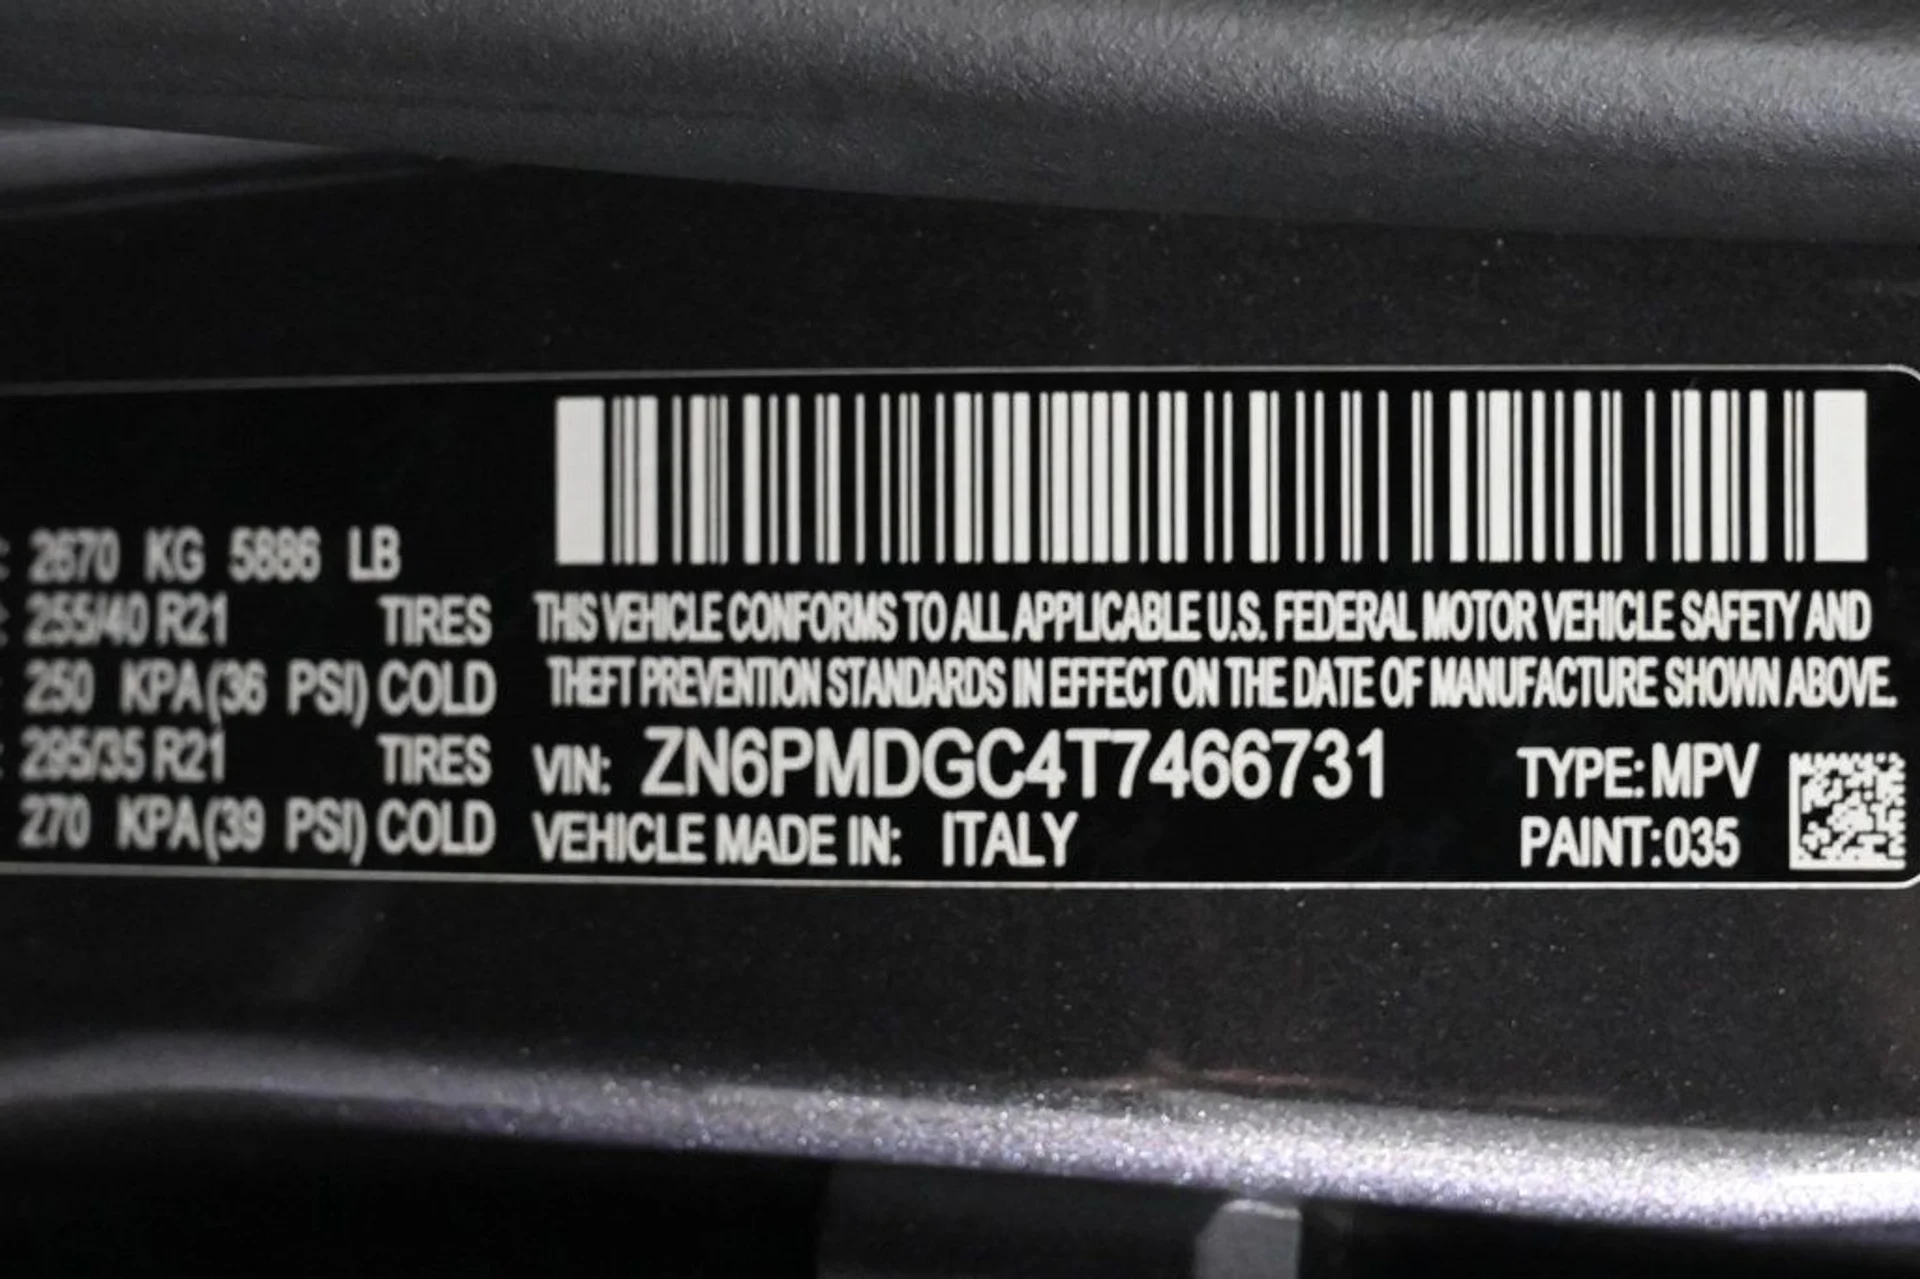 2670 KG 5886 LB
255/40 R21 TIRES
250 KPA(36 PSI) COLD
295/35 R21 TIRES
270 KPA(39 PSI) COLD
THIS VEHICLE CONFORMS TO ALL APPLICABLE U.S. FEDERAL MOTOR VEHICLE SAFETY AND
THEFT PREVENTION STANDARDS IN EFFECT ON THE DATE OF MANUFACTURE SHOWN ABOVE.
VIN: ZN6PMDGC4T7466731
VEHICLE MADE IN: ITALY
TYPE:MPV
PAINT:035